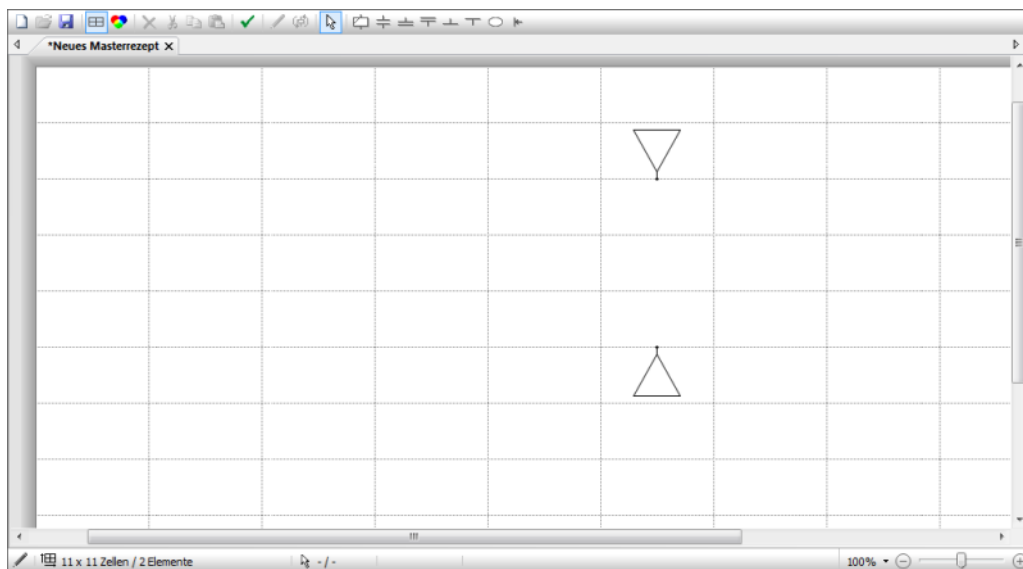 *Neues Masterrezept X
11 x 11 Zellen / 2 Elemente
- / -
100%